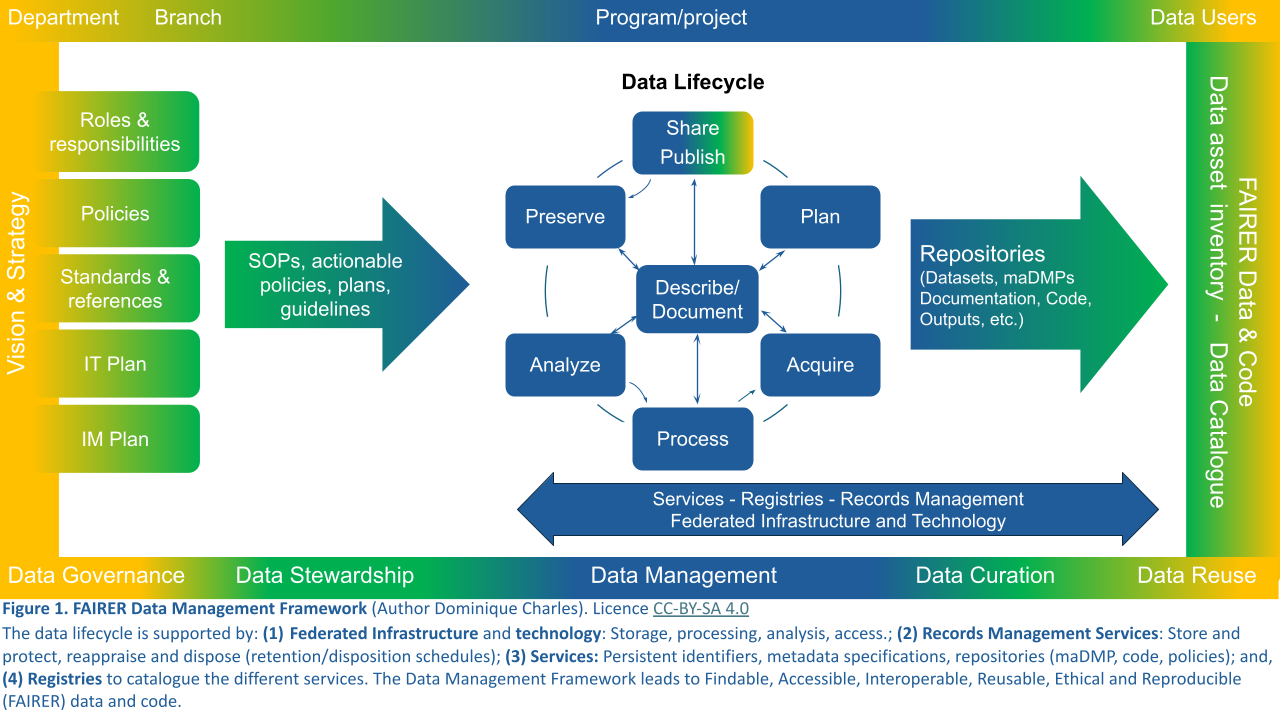 Department Branch Program/project Data Users
Vision & Strategy
Roles &
responsibilities
Policies
Standards &
references
IT Plan
IM Plan
SOPs, actionable
policies, plans,
guidelines
Data Lifecycle
Share
Publish
Preserve
Plan
Describe/
Document
Analyze
Acquire
Process
Repositories
(Datasets, maDMPs
Documentation, Code,
Outputs, etc.)
FAIRER Data & Code
Data asset inventory - Data Catalogue
Services - Registries - Records Management
Federated Infrastructure and Technology
Data Governance Data Stewardship Data Management Data Curation Data Reuse
Figure 1. FAIRER Data Management Framework (Author Dominique Charles). Licence CC-BY-SA 4.0
The data lifecycle is supported by: (1) Federated Infrastructure and technology: Storage, processing, analysis, access.; (2) Records Management Services: Store and
protect, reappraise and dispose (retention/disposition schedules); (3) Services: Persistent identifiers, metadata specifications, repositories (maDMP, code, policies); and,
(4) Registries to catalogue the different services. The Data Management Framework leads to Findable, Accessible, Interoperable, Reusable, Ethical and Reproducible
(FAIRER) data and code.